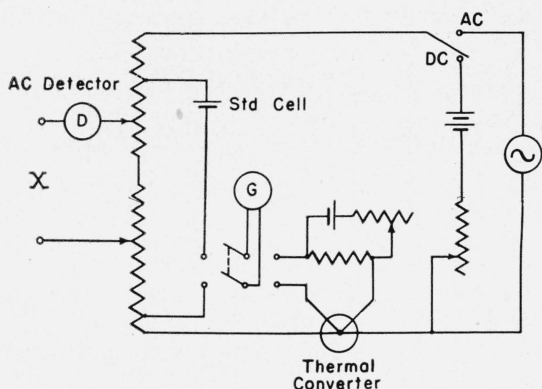 AC
DC
AC Detector
D
Std Cell
X
G
Thermal
Converter